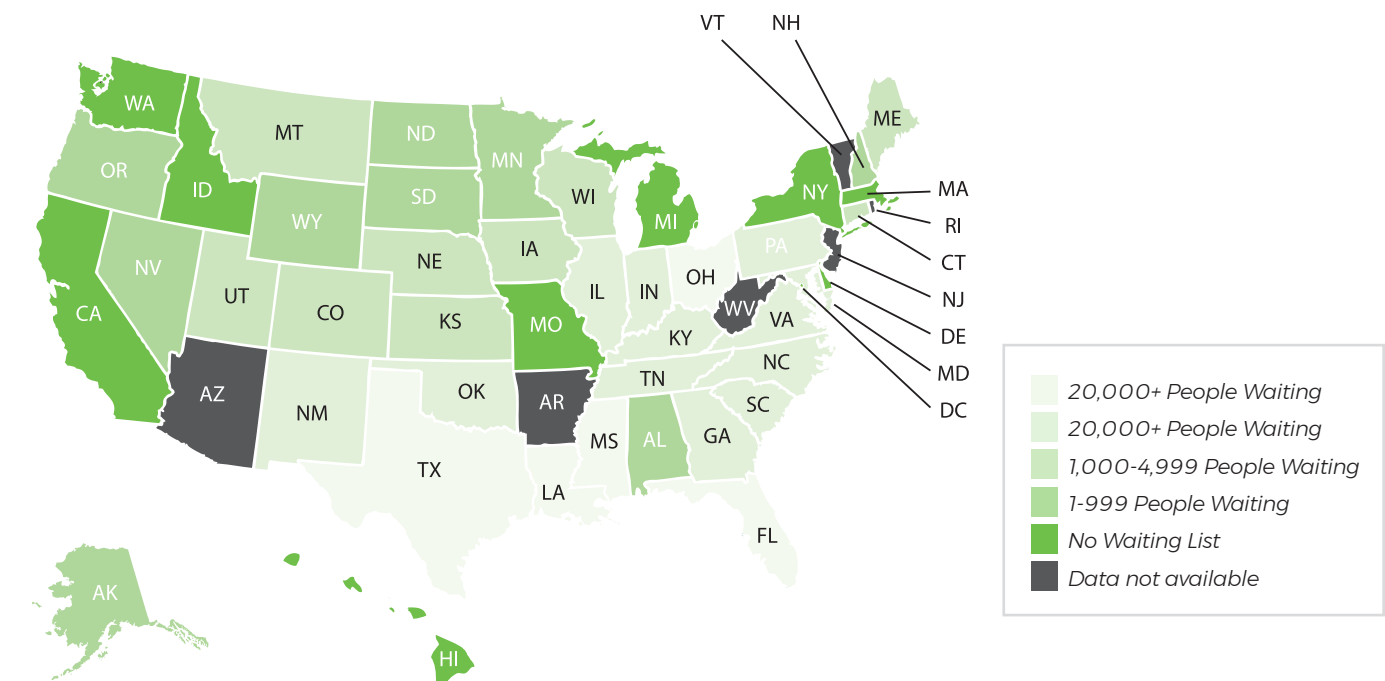 VT NH
WA
MT
ND
ME
OR
MN
ID
SD
WI
NY
MA
WY
MI
RI
IA
PA
CT
NE
NV
OH
UT
IL
IN
NJ
CO
WV
CA
KS
MO
VA
DE
KY
NC
MD
TN
AZ
OK
AR
SC
DC
NM
MS
AL
GA
TX
LA
FL
AK
HI
20,000+ People Waiting
20,000+ People Waiting
1,000-4,999 People Waiting
1-999 People Waiting
No Waiting List
Data not available